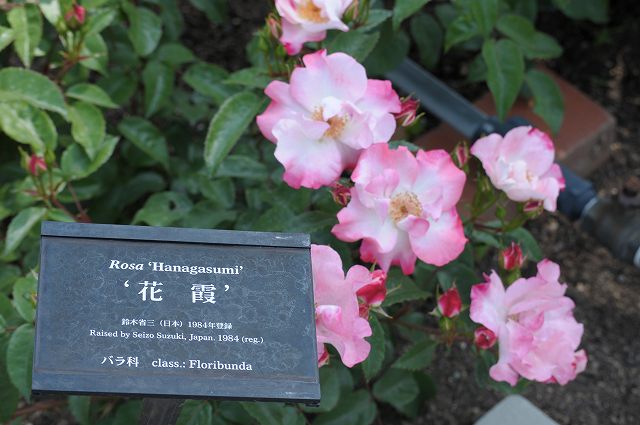 Rosa ‘Hanagasumi’
‘花 霞’
鈴木省三（日本）1984年登録
Raised by Seizo Suzuki, Japan. 1984 (reg.)
バラ科 class.: Floribunda